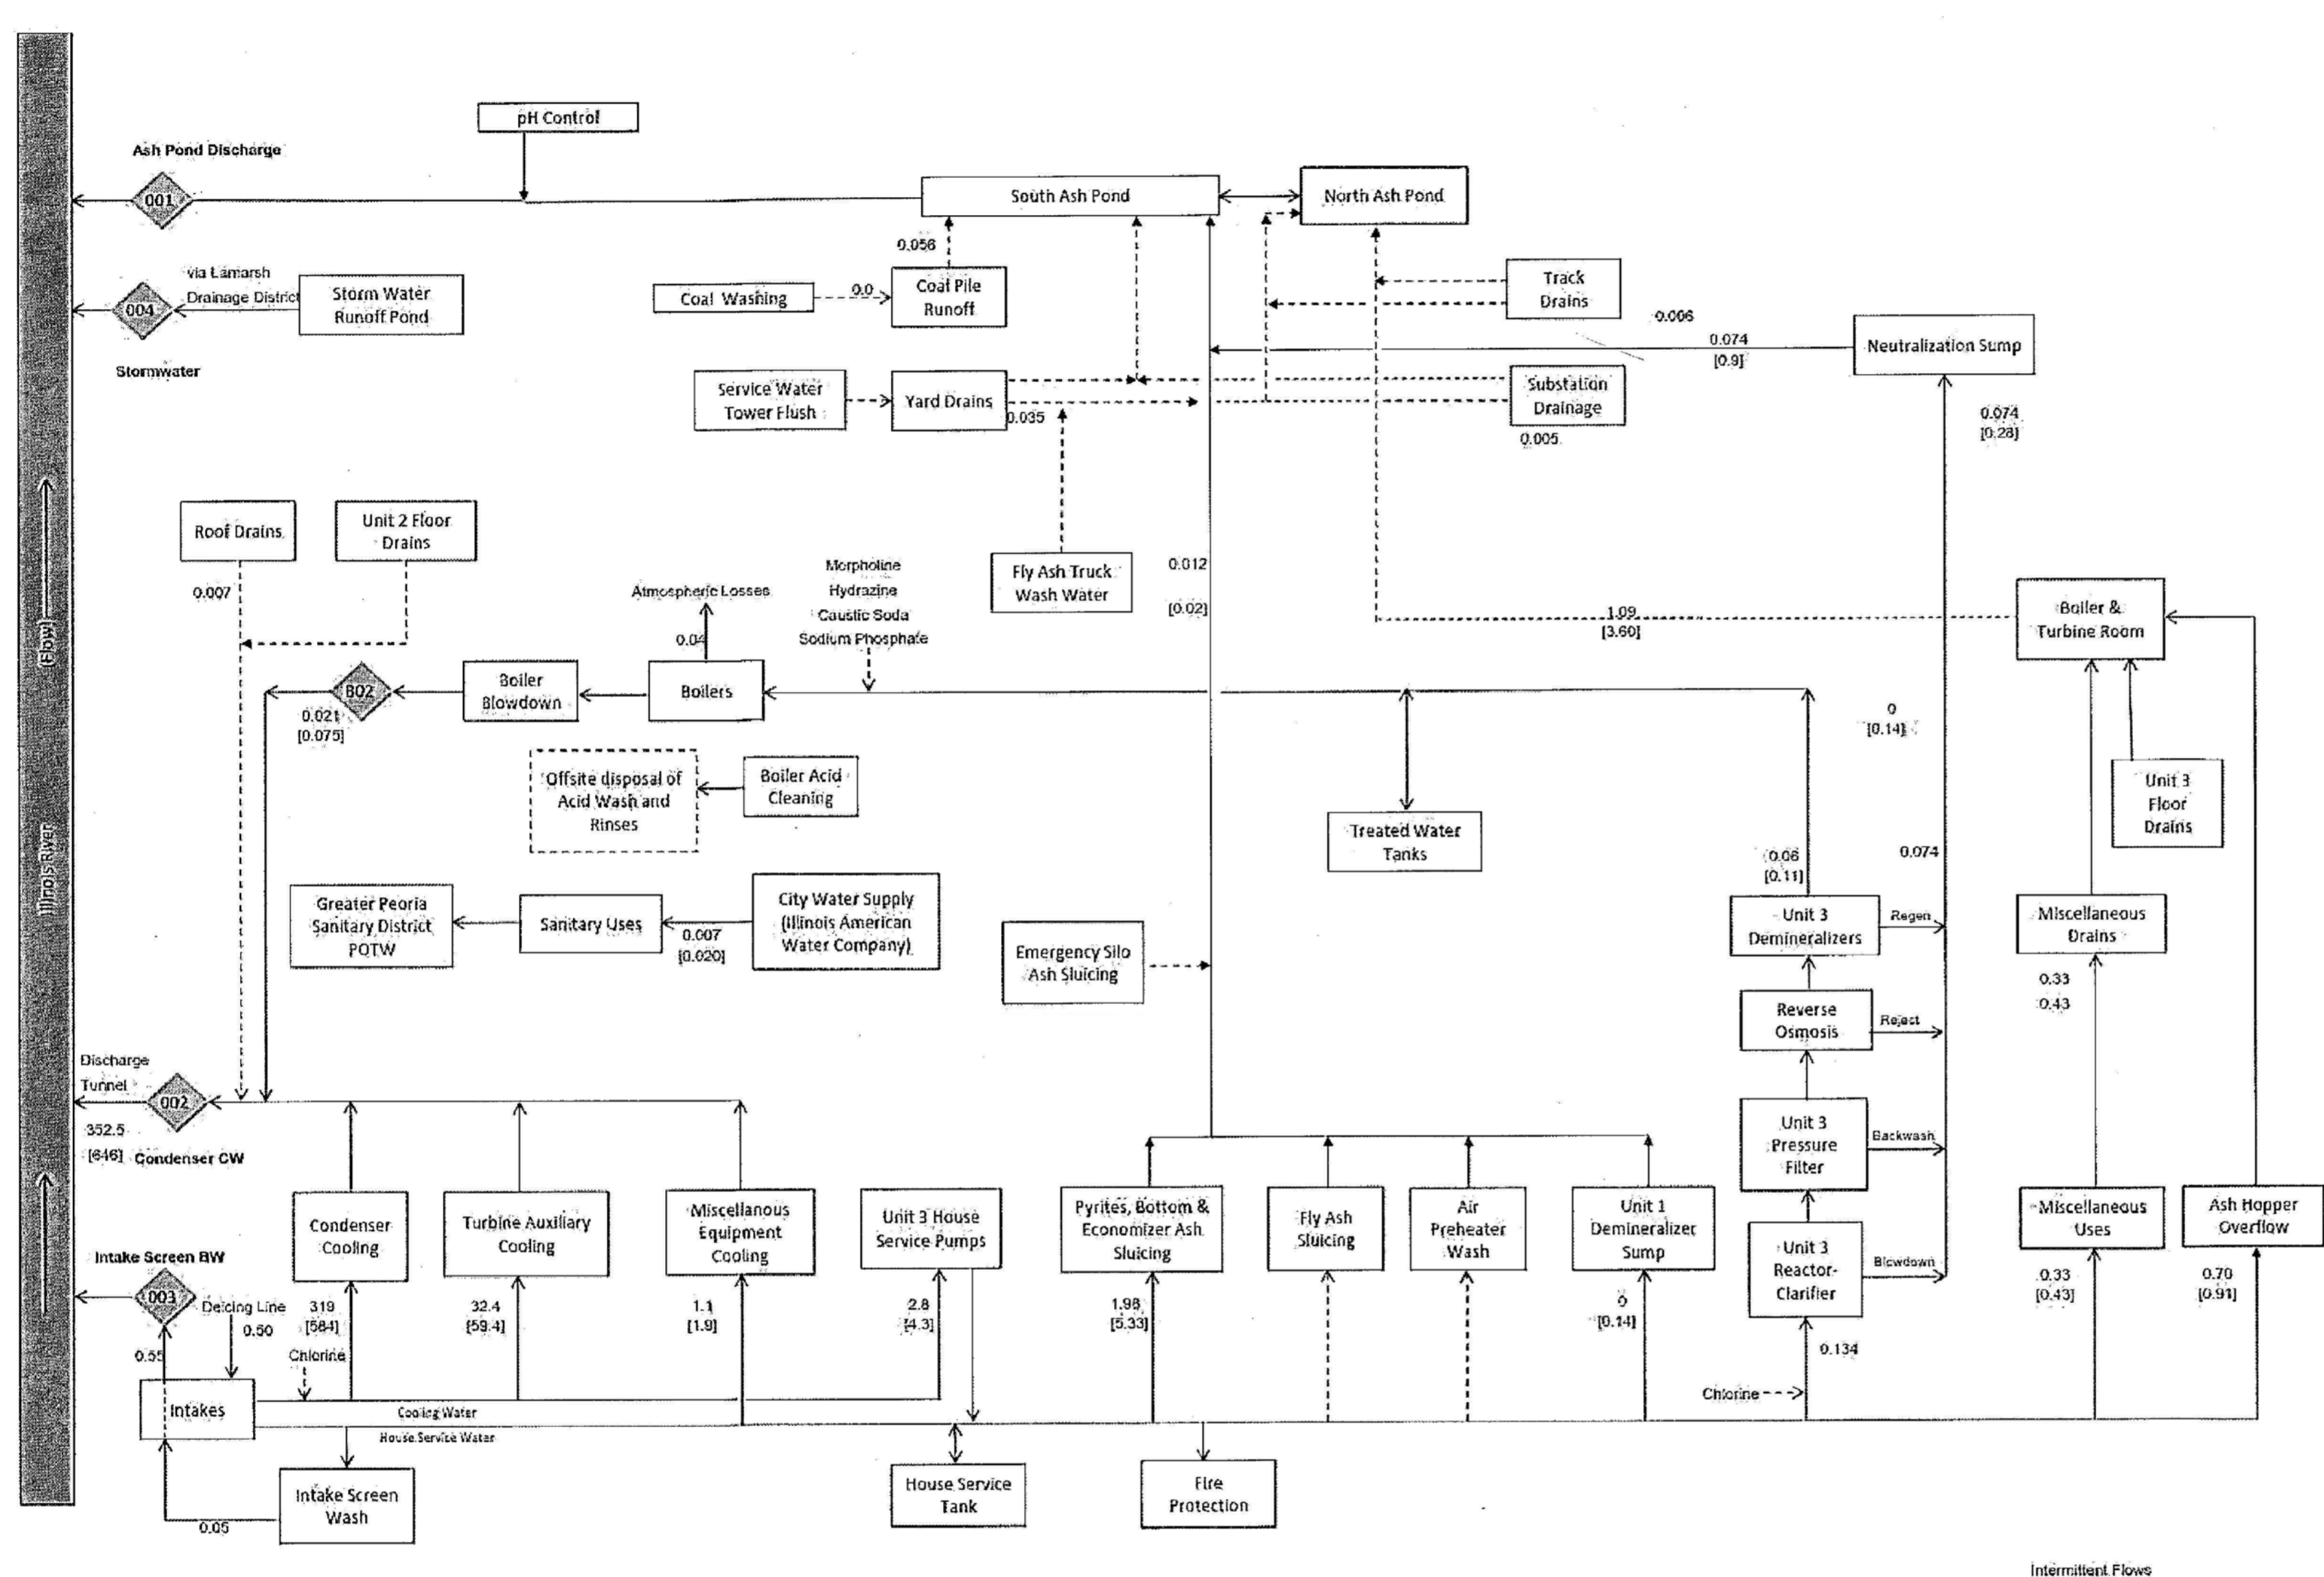 pH Control
Ash Pond Discharge
001
South Ash Pond
North Ash Pond
0.056
via Lamarsh
Drainage District
004
Stormwater
Storm Water
Runoff Pond
Coal Washing
0.0
Coal Pile
Runoff
Track
Drains
0.006
0.074
[0.9]
Neutralization Sump
Service Water
Tower Flush
Yard Drains
0.035
Substation
Drainage
0.005
0.074
[0.28]
Roof Drains
Unit 2 Floor
Drains
0.007
Fly Ash Truck
Wash Water
0.012
[0.02]
Morpholine
Hydrazine
Caustic Soda
Sodium Phosphate
Atmospheric Losses
0.04
1.09
[3.60]
Boiler &
Turbine Room
(Flow)
B02
0.021
[0.075]
Boiler
Blowdown
Boilers
0
[0.14]
Offsite disposal of
Acid Wash and
Rinses
Boiler Acid
Cleaning
Treated Water
Tanks
Unit 3
Floor
Drains
0.06
[0.11]
0.074
Illinois River
Greater Peoria
Sanitary District
POTW
Sanitary Uses
0.007
[0.020]
City Water Supply
(Illinois American
Water Company)
Emergency Silo
Ash Sluicing
Unit 3
Demineralizers
Regen
Miscellaneous
Drains
0.33
0.43
Reverse
Osmosis
Reject
Discharge
Tunnel
002
352.5
[646]
Condenser CW
Unit 3
Pressure
Filter
Backwash
Condenser
Cooling
Turbine Auxiliary
Cooling
Miscellanous
Equipment
Cooling
Unit 3 House
Service Pumps
Pyrites, Bottom &
Economizer Ash
Sluicing
Fly Ash
Sluicing
Air
Preheater
Wash
Unit 1
Demineralizer
Sump
Unit 3
Reactor-
Clarifier
Blowdown
Miscellaneous
Uses
Ash Hopper
Overflow
Intake Screen BW
003
Deicing Line
0.50
0.55
319
[584]
Chlorine
32.4
[59.4]
1.1
[1.9]
2.8
[4.3]
1.98
[5.33]
0
[0.14]
0.134
Chlorine
0.33
[0.43]
0.70
[0.91]
Intakes
Cooling Water
House Service Water
Intake Screen
Wash
0.05
House Service
Tank
Fire
Protection
Intermittent Flows